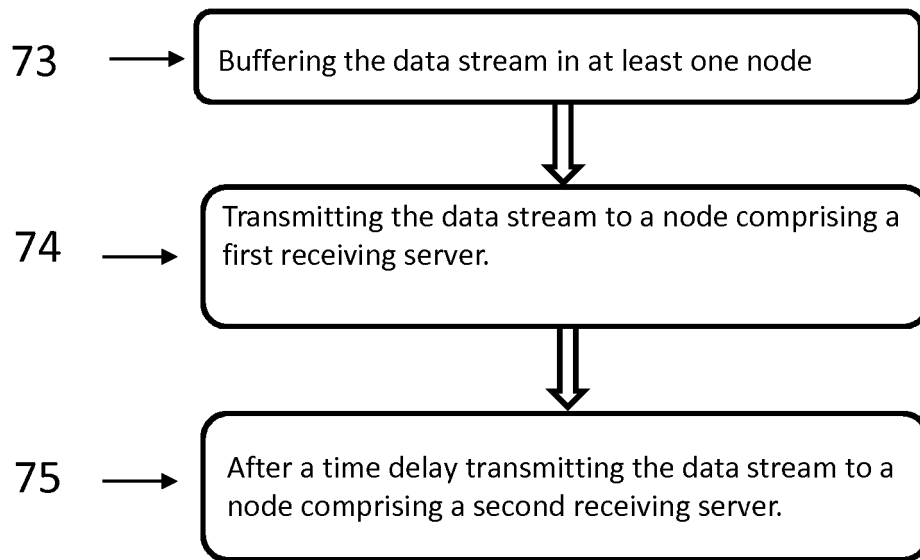 73
Buffering the data stream in at least one node
74
Transmitting the data stream to a node comprising a
first receiving server.
75
After a time delay transmitting the data stream to a
node comprising a second receiving server.